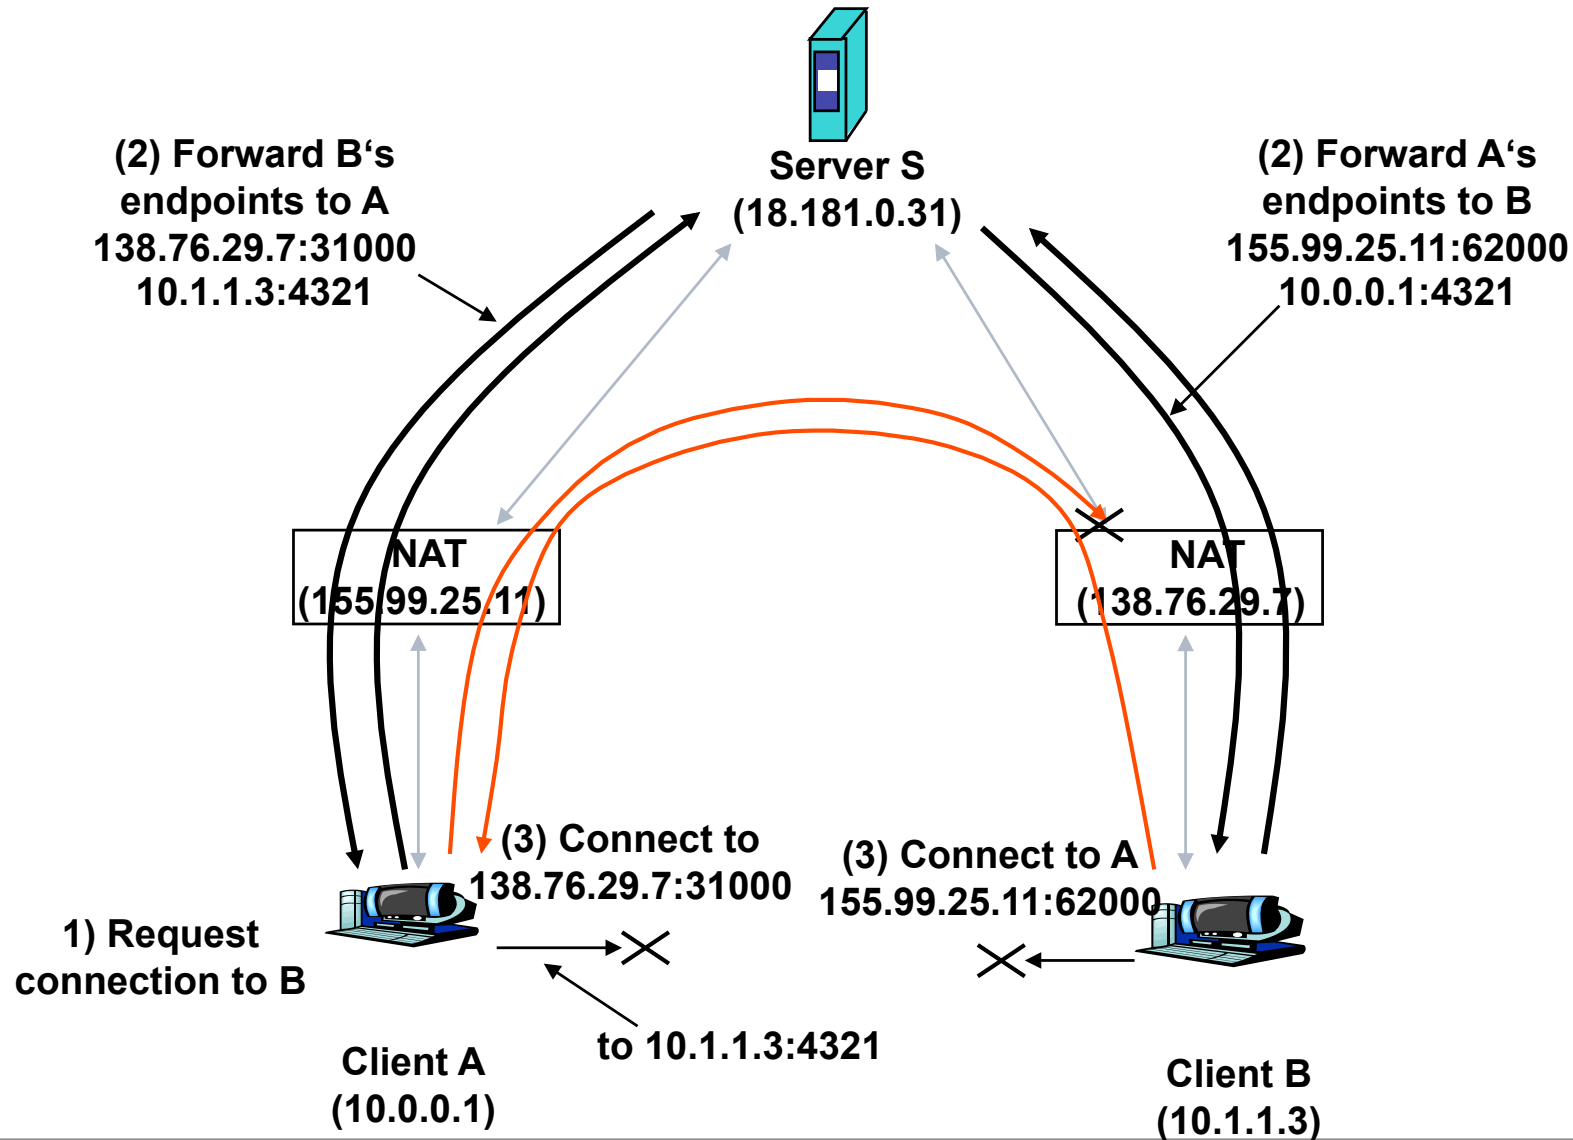 (2) Forward B‘s
endpoints to A
138.76.29.7:31000
10.1.1.3:4321
Server S
(18.181.0.31)
(2) Forward A‘s
endpoints to B
155.99.25.11:62000
10.0.0.1:4321
NAT
(155.99.25.11)
NAT
(138.76.29.7)
(3) Connect to
138.76.29.7:31000
(3) Connect to A
155.99.25.11:62000
1) Request
connection to B
to 10.1.1.3:4321
Client A
(10.0.0.1)
Client B
(10.1.1.3)